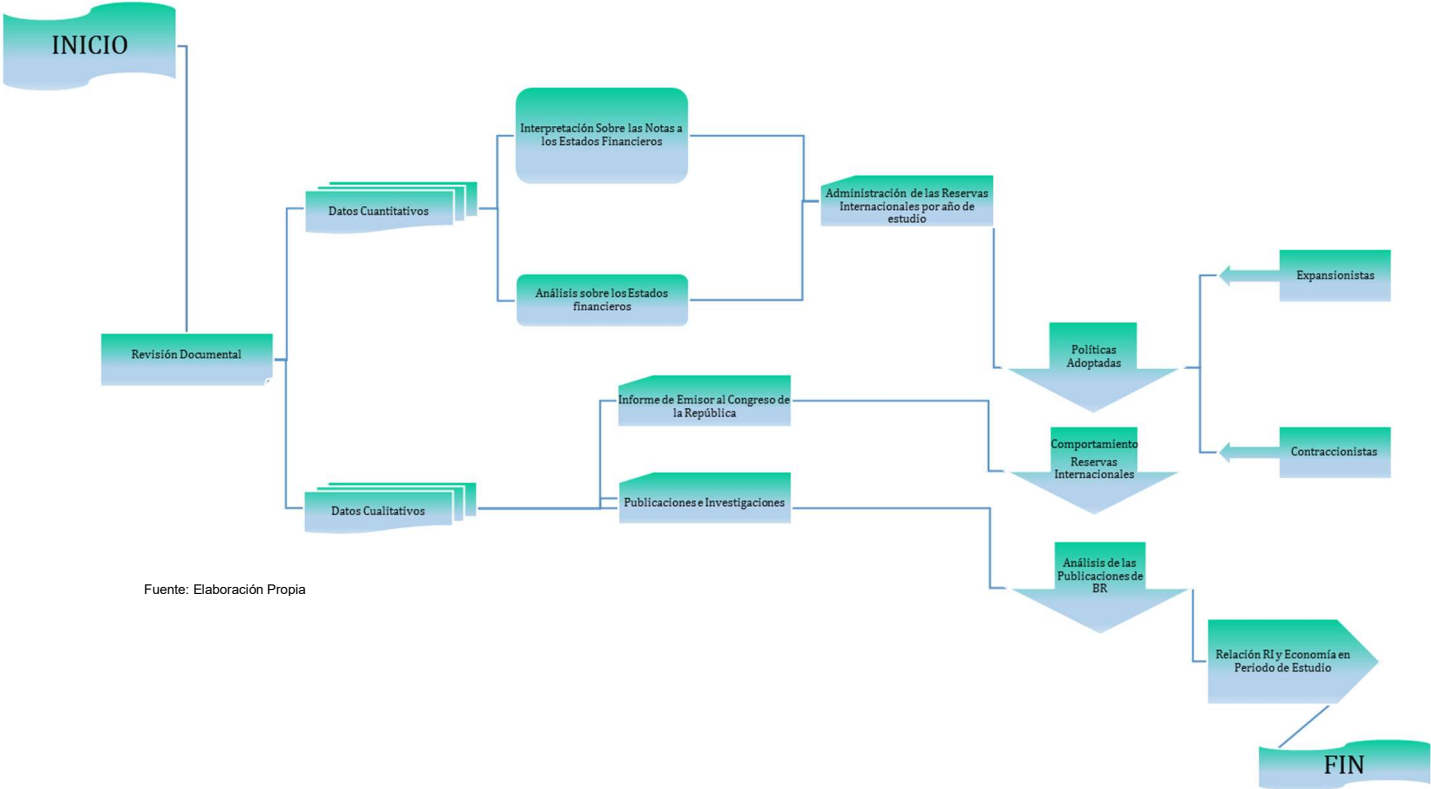 INICIO
Interpretación Sobre las Notas a
los Estados Financieros
Datos Cuantitativos
Administración de las Reservas
Internacionales por año de
estudio
Análisis sobre los Estados
financieros
Expansionistas
Revisión Documental
Políticas
Adoptadas
Informe de Emisor al Congreso de
la República
Comportamiento
Reservas
Internacionales
Contraccionistas
Datos Cualitativos
Publicaciones e Investigaciones
Análisis de las
Publicaciones de
BR
Fuente: Elaboración Propia
Relación RI y Economía en
Periodo de Estudio
FIN